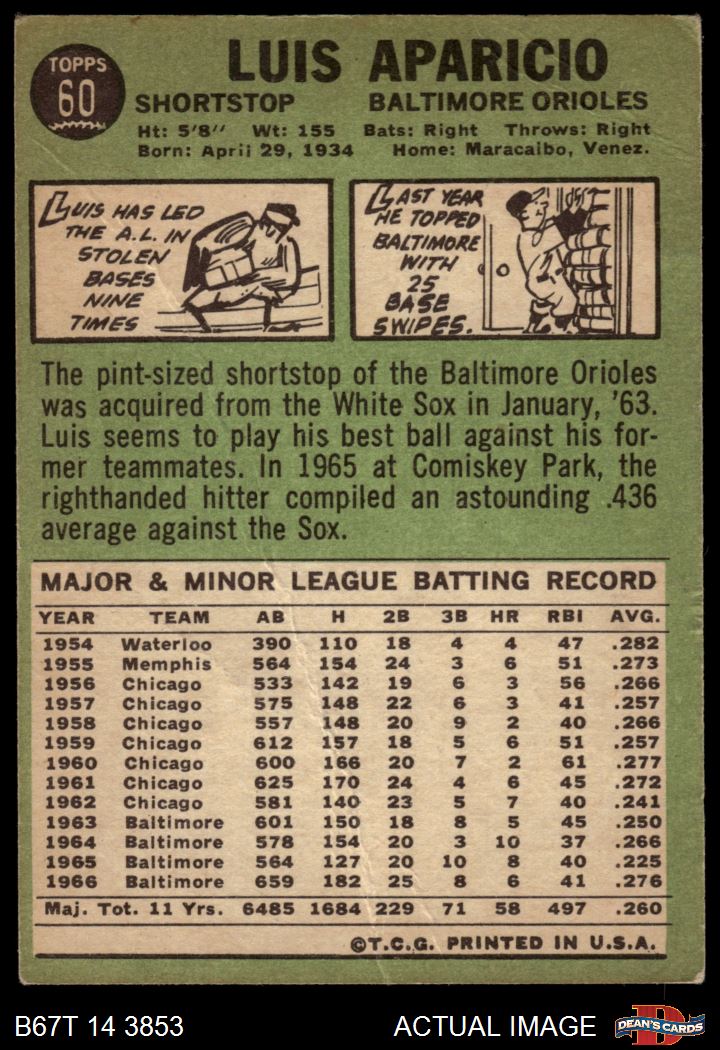 TOPPS
60
LUIS APARICIO
SHORTSTOP BALTIMORE ORIOLES
Ht: 5'8" Wt: 155 Bats: Right Throws: Right
Born: April 29, 1934 Home: Maracaibo, Venez.
LUIS HAS LED
THE A.L. IN
STOLEN
BASES
NINE
TIMES
LAST YEAR
HE TOPPED
BALTIMORE
WITH
25
BASE
SWIPES.
The pint-sized shortstop of the Baltimore Orioles
was acquired from the White Sox in January, '63.
Luis seems to play his best ball against his for-
mer teammates. In 1965 at Comiskey Park, the
righthanded hitter compiled an astounding .436
average against the Sox.
MAJOR & MINOR LEAGUE BATTING RECORD
YEAR TEAM AB H 2B 3B HR RBI AVG.
1954 Waterloo 390 110 18 4 4 47 .282
1955 Memphis 564 154 24 3 6 51 .273
1956 Chicago 533 142 19 6 3 56 .266
1957 Chicago 575 148 22 6 3 41 .257
1958 Chicago 557 148 20 9 2 40 .266
1959 Chicago 612 157 18 5 6 51 .257
1960 Chicago 600 166 20 7 2 61 .277
1961 Chicago 625 170 24 4 6 45 .272
1962 Chicago 581 140 23 5 7 40 .241
1963 Baltimore 601 150 18 8 5 45 .250
1964 Baltimore 578 154 20 3 10 37 .266
1965 Baltimore 564 127 20 10 8 40 .225
1966 Baltimore 659 182 25 8 6 41 .276
Maj. Tot. 11 Yrs. 6485 1684 229 71 58 497 .260
©T.C.G. PRINTED IN U.S.A.
B67T 14 3853 ACTUAL IMAGE
D
DEAN'S CARDS